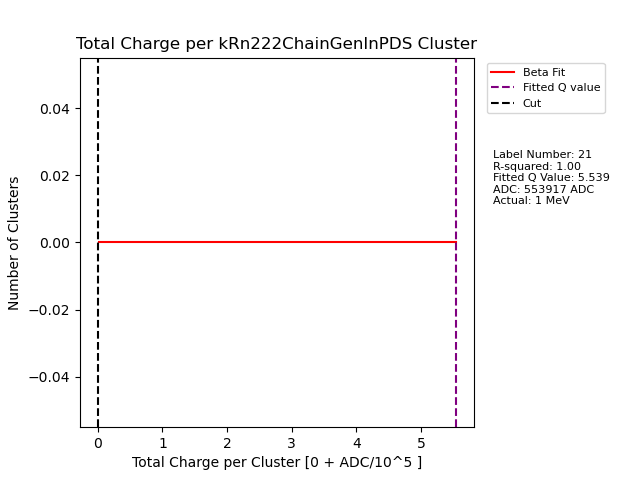 Total Charge per kRn222ChainGenInPDS Cluster
Beta Fit
Fitted Q value
Cut
Label Number: 21
R-squared: 1.00
Fitted Q Value: 5.539
ADC: 553917 ADC
Actual: 1 MeV
Number of Clusters
0.04
0.02
0.00
−0.02
−0.04
0 1 2 3 4 5
Total Charge per Cluster [0 + ADC/10^5 ]